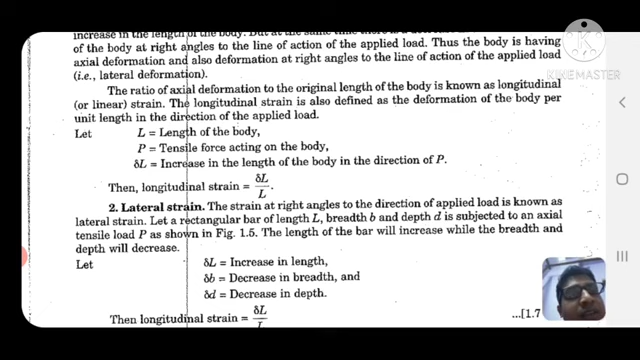 increase in the length of the body. But at the same time there is a decrease
of the body at right angles to the line of action of the applied load. Thus the body is having
axial deformation and also deformation at right angles to the line of action of the applied load
(i.e., lateral deformation).
The ratio of axial deformation to the original length of the body is known as longitudinal
(or linear) strain. The longitudinal strain is also defined as the deformation of the body per
unit length in the direction of the applied load.
Let L = Length of the body,
P = Tensile force acting on the body,
δL = Increase in the length of the body in the direction of P.
Then, longitudinal strain = δL/L.
2. Lateral strain. The strain at right angles to the direction of applied load is known as
lateral strain. Let a rectangular bar of length L, breadth b and depth d is subjected to an axial
tensile load P as shown in Fig. 1.5. The length of the bar will increase while the breadth and
depth will decrease.
Let δL = Increase in length,
δb = Decrease in breadth, and
δd = Decrease in depth.
Then longitudinal strain = δL/L ...[1.7
KINEMASTER